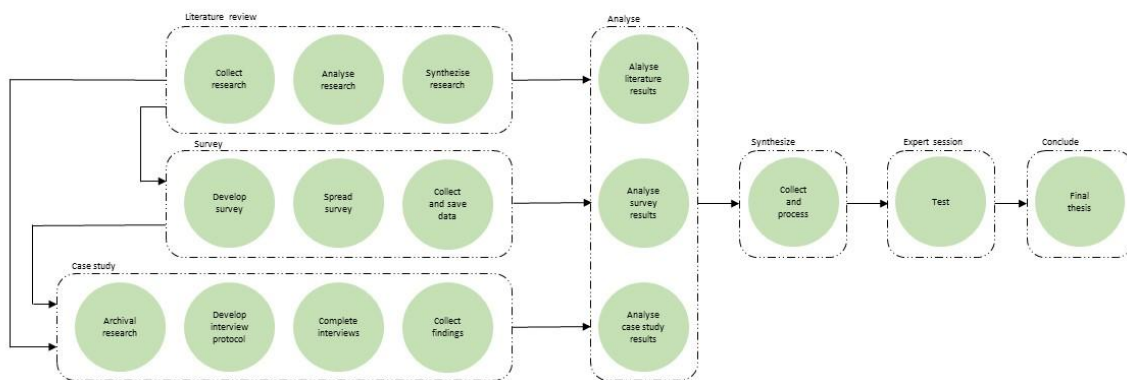 Literature review
Collect
research
Analyse
research
Synthezise
research
Analyse
Alalyse
literature
results
Survey
Develop
survey
Spread
survey
Collect
and save
data
Analyse
survey
results
Synthesize
Collect
and
process
Expert session
Test
Conclude
Final
thesis
Case study
Archival
research
Develop
interview
protocol
Complete
interviews
Collect
findings
Analyse
case study
results